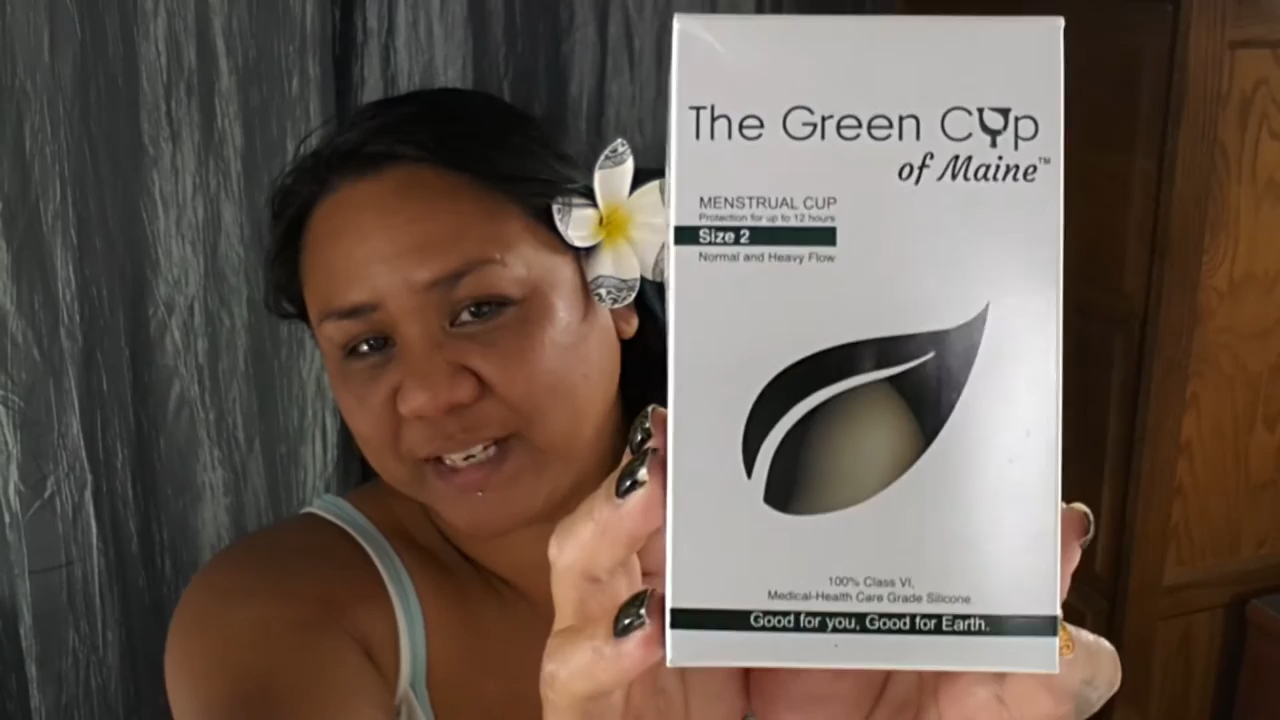 The Green Cup
of Maine™
MENSTRUAL CUP
Protection for up to 12 hours
Size 2
Normal and Heavy Flow
100% Class VI,
Medical-Health Care Grade Silicone
Good for you, Good for Earth.